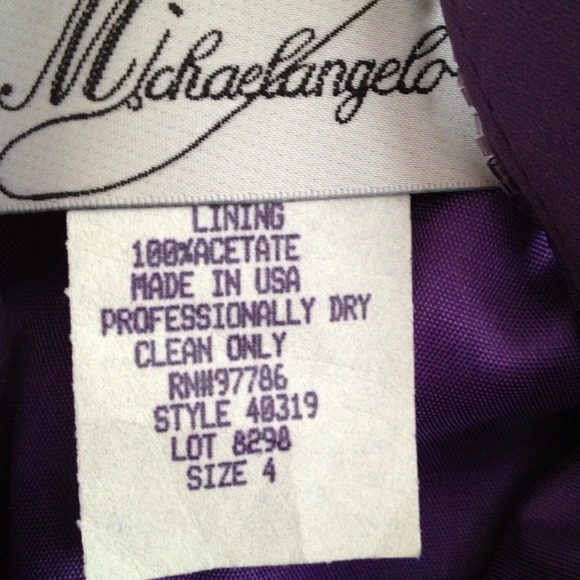 Michaelangelo
LINING
100%ACETATE
MADE IN USA
PROFESSIONALLY DRY
CLEAN ONLY
RN#97786
STYLE 40319
LOT 8298
SIZE 4